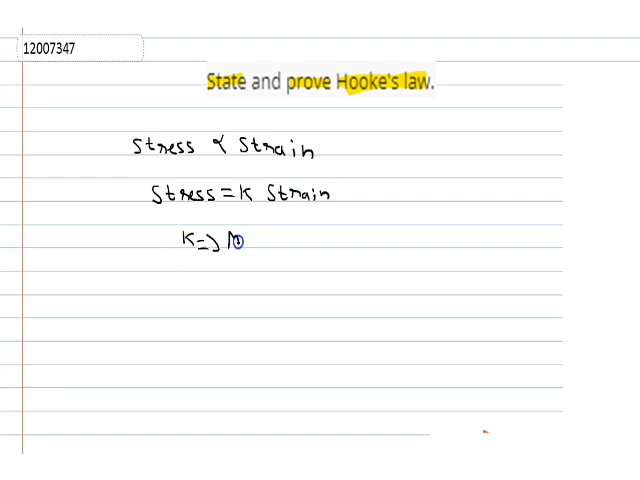 12007347
State and prove Hooke's law.
Stress ∝ Strain
Stress = K Strain
K =>